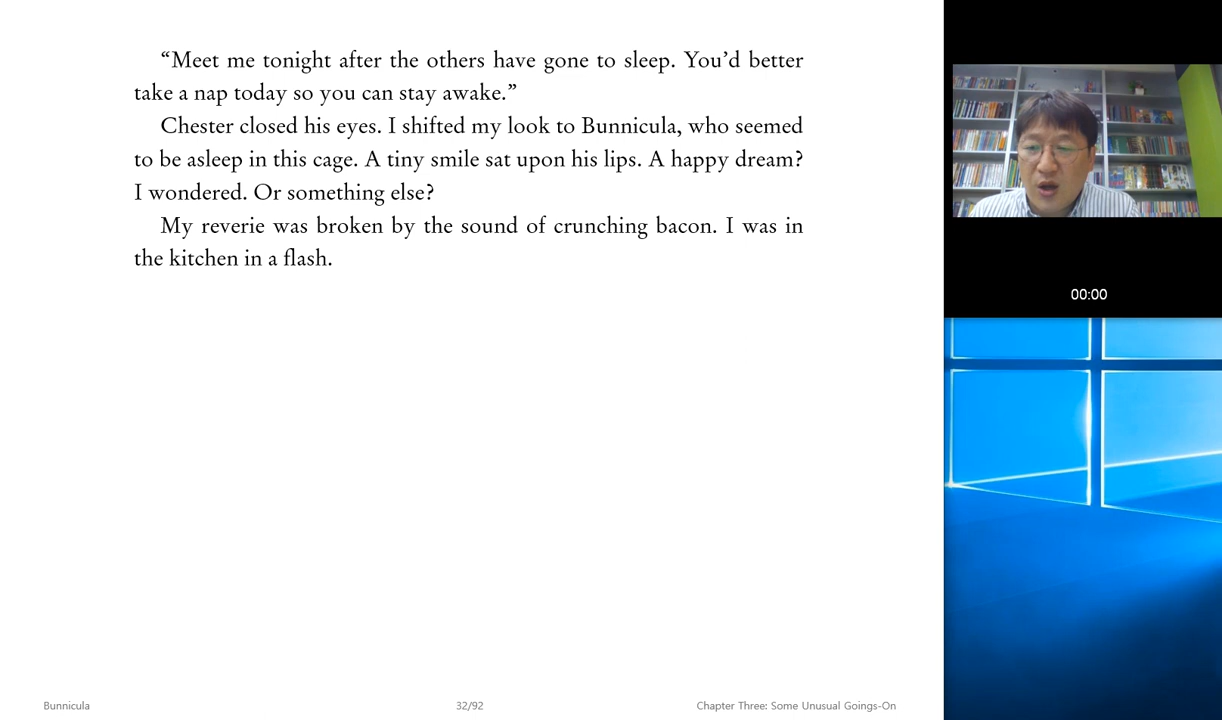 “Meet me tonight after the others have gone to sleep. You’d better
take a nap today so you can stay awake.”
Chester closed his eyes. I shifted my look to Bunnicula, who seemed
to be asleep in this cage. A tiny smile sat upon his lips. A happy dream?
I wondered. Or something else?
My reverie was broken by the sound of crunching bacon. I was in
the kitchen in a flash.
00:00
Bunnicula
32/92
Chapter Three: Some Unusual Goings-On